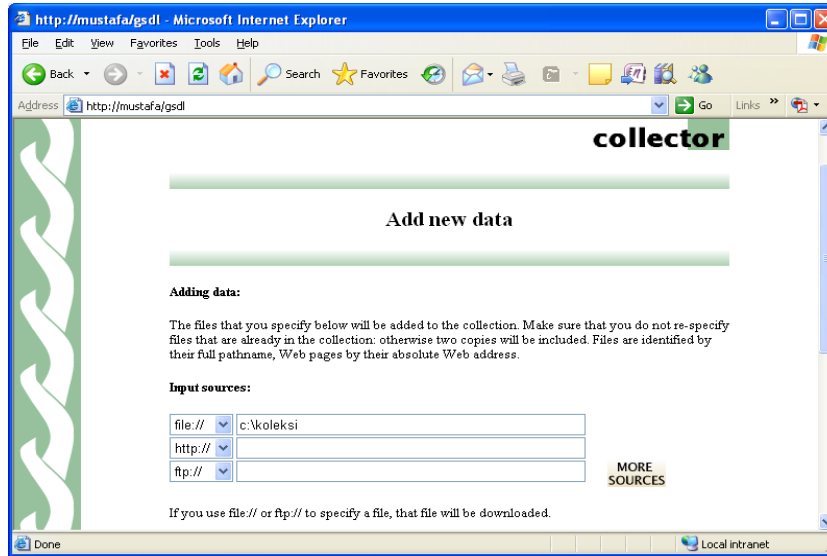 http://mustafa/gsdl - Microsoft Internet Explorer
File Edit View Favorites Tools Help
Back Search Favorites
Address http://mustafa/gsdl Go Links »
collector
Add new data
Adding data:
The files that you specify below will be added to the collection. Make sure that you do not re-specify
files that are already in the collection: otherwise two copies will be included. Files are identified by
their full pathname, Web pages by their absolute Web address.
Input sources:
file:// c:\koleksi
http://
ftp://
MORE
SOURCES
If you use file:// or ftp:// to specify a file, that file will be downloaded.
Done Local intranet